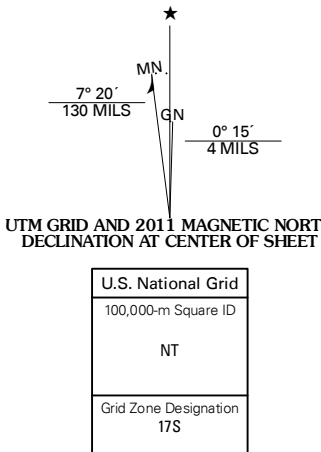 ★
MN.
7° 20´
130 MILS
GN
0° 15´
4 MILS
UTM GRID AND 2011 MAGNETIC NORT
DECLINATION AT CENTER OF SHEET
U.S. National Grid
100,000-m Square ID
NT
Grid Zone Designation
17S